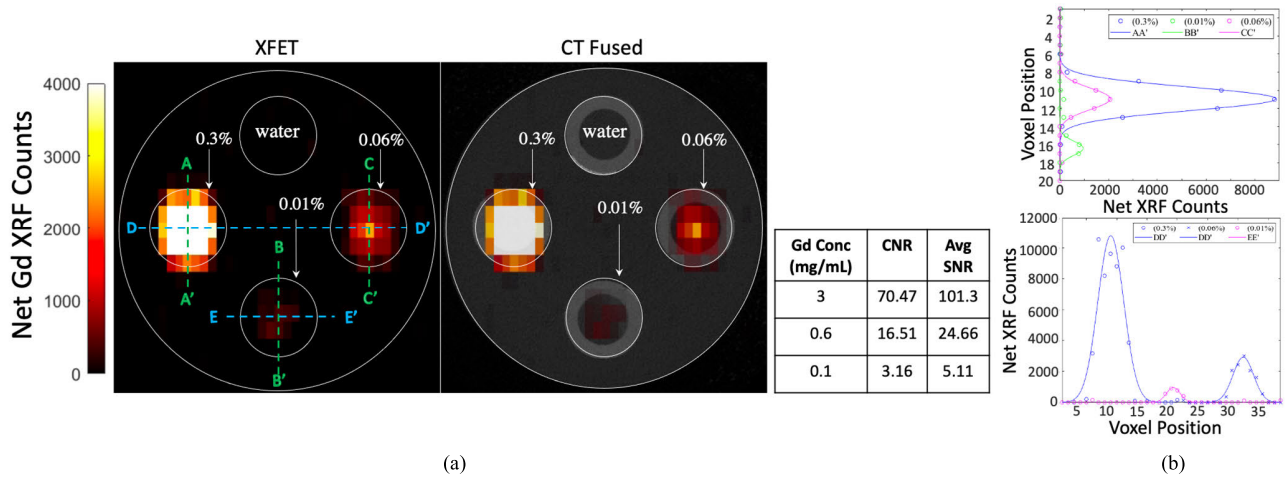 XFET
CT Fused
Net Gd XRF Counts
4000
3000
2000
1000
0
water
0.3%
0.06%
0.01%
A
C
D
D'
B
A'
C'
E
E'
B'
water
0.3%
0.06%
0.01%
Gd Conc (mg/mL) CNR Avg SNR
3 70.47 101.3
0.6 16.51 24.66
0.1 3.16 5.11
(a)
Voxel Position
2
4
6
8
10
12
14
16
18
20
(0.3%) (0.01%) (0.06%)
AA' BB' CC'
0 2000 4000 6000 8000
Net XRF Counts
Net XRF Counts
12000
10000
8000
6000
4000
2000
0
(0.3%) (0.06%) (0.01%)
DD' DD' EE'
5 10 15 20 25 30 35
Voxel Position
(b)